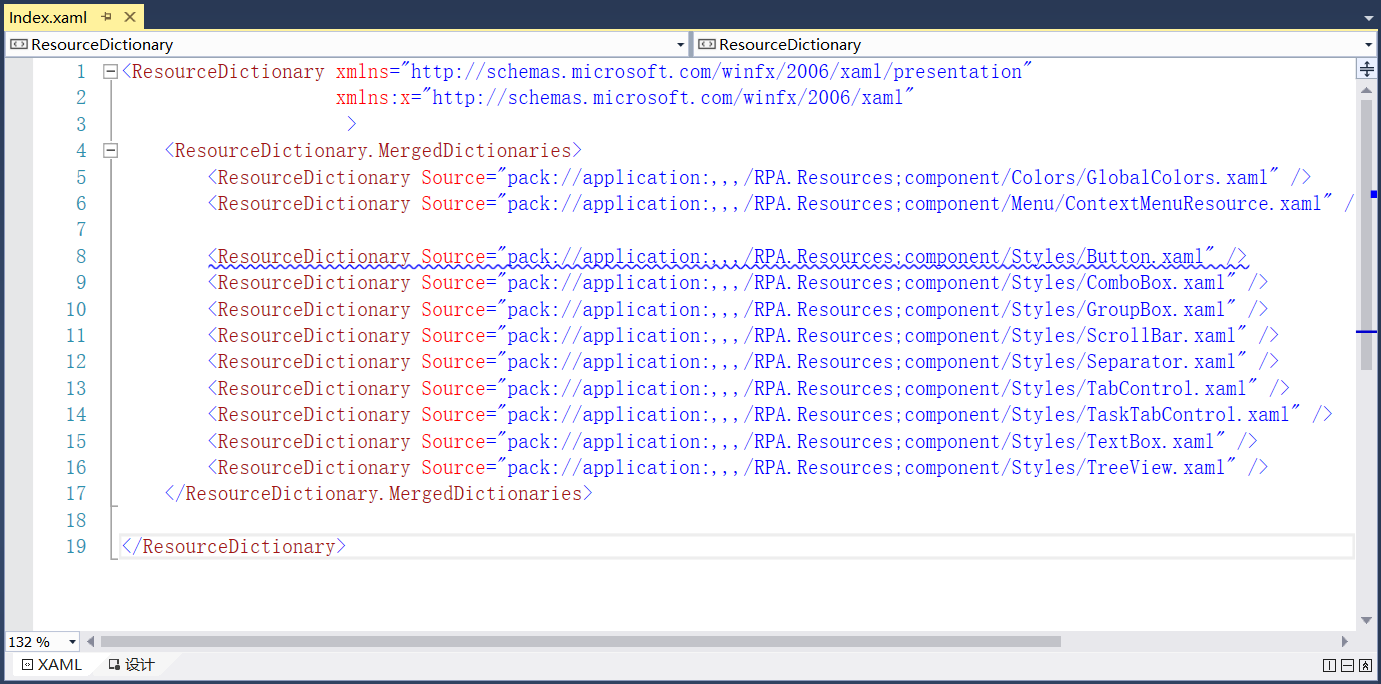 Index.xaml
ResourceDictionary ResourceDictionary
1 <ResourceDictionary xmlns="http://schemas.microsoft.com/winfx/2006/xaml/presentation"
2 xmlns:x="http://schemas.microsoft.com/winfx/2006/xaml"
3 >
4 <ResourceDictionary.MergedDictionaries>
5 <ResourceDictionary Source="pack://application:,,,/RPA.Resources;component/Colors/GlobalColors.xaml" />
6 <ResourceDictionary Source="pack://application:,,,/RPA.Resources;component/Menu/ContextMenuResource.xaml" /
7
8 <ResourceDictionary Source="pack://application:,,,/RPA.Resources;component/Styles/Button.xaml" />
9 <ResourceDictionary Source="pack://application:,,,/RPA.Resources;component/Styles/ComboBox.xaml" />
10 <ResourceDictionary Source="pack://application:,,,/RPA.Resources;component/Styles/GroupBox.xaml" />
11 <ResourceDictionary Source="pack://application:,,,/RPA.Resources;component/Styles/ScrollBar.xaml" />
12 <ResourceDictionary Source="pack://application:,,,/RPA.Resources;component/Styles/Separator.xaml" />
13 <ResourceDictionary Source="pack://application:,,,/RPA.Resources;component/Styles/TabControl.xaml" />
14 <ResourceDictionary Source="pack://application:,,,/RPA.Resources;component/Styles/TaskTabControl.xaml" />
15 <ResourceDictionary Source="pack://application:,,,/RPA.Resources;component/Styles/TextBox.xaml" />
16 <ResourceDictionary Source="pack://application:,,,/RPA.Resources;component/Styles/TreeView.xaml" />
17 </ResourceDictionary.MergedDictionaries>
18
19 </ResourceDictionary>
132 %
XAML 设计